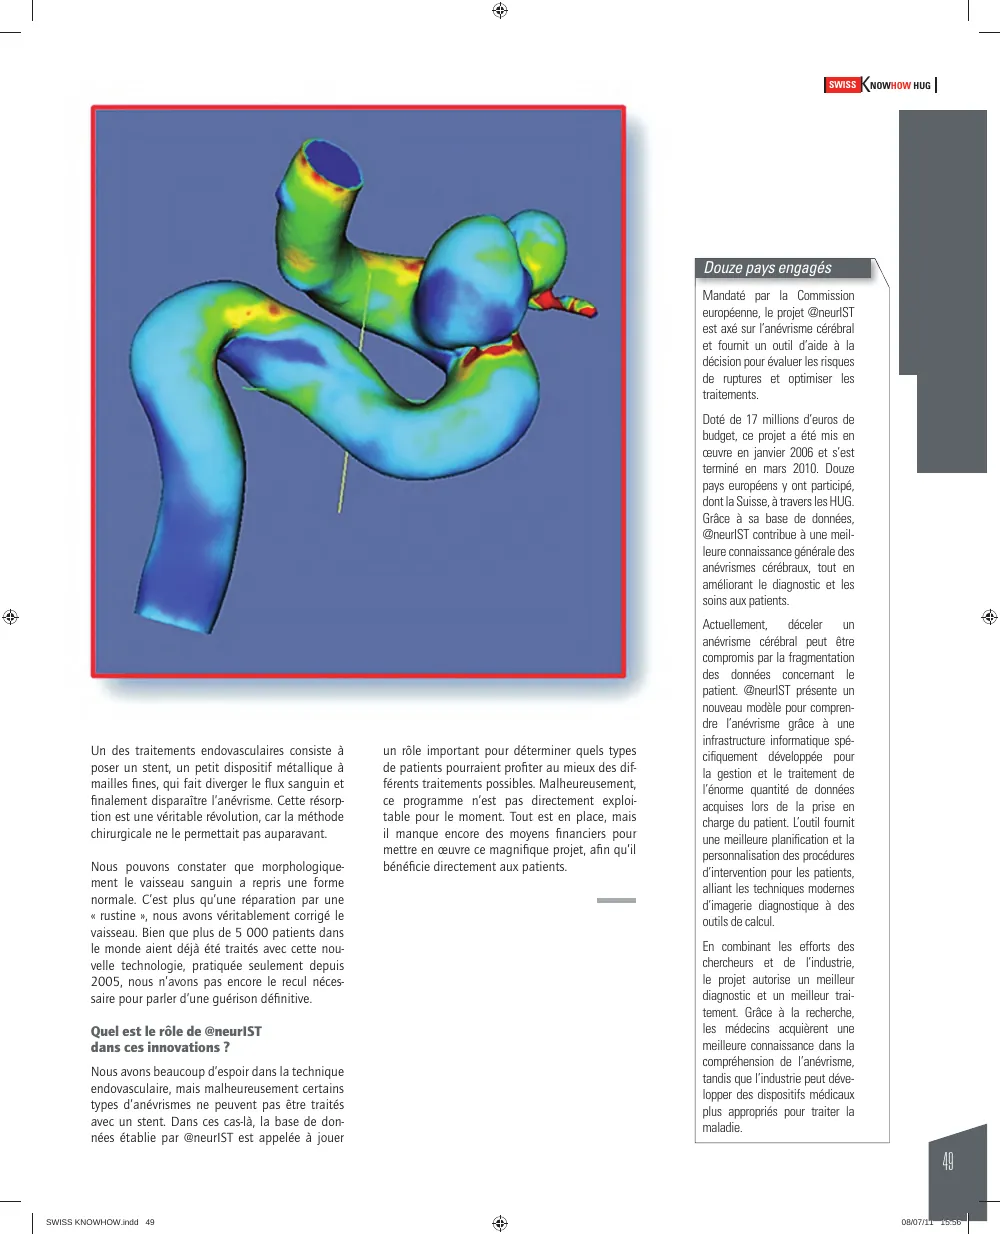 SWISS KNOWHOW HUG
Un des traitements endovasculaires consiste à
poser un stent, un petit dispositif métallique à
mailles fines, qui fait diverger le flux sanguin et
finalement disparaître l’anévrisme. Cette résorp-
tion est une véritable révolution, car la méthode
chirurgicale ne le permettait pas auparavant.
Nous pouvons constater que morphologique-
ment le vaisseau sanguin a repris une forme
normale. C’est plus qu’une réparation par une
« rustine », nous avons véritablement corrigé le
vaisseau. Bien que plus de 5 000 patients dans
le monde aient déjà été traités avec cette nou-
velle technologie, pratiquée seulement depuis
2005, nous n’avons pas encore le recul néces-
saire pour parler d’une guérison définitive.
Quel est le rôle de @neurIST
dans ces innovations ?
Nous avons beaucoup d’espoir dans la technique
endovasculaire, mais malheureusement certains
types d’anévrismes ne peuvent pas être traités
avec un stent. Dans ces cas-là, la base de don-
nées établie par @neurIST est appelée à jouer
un rôle important pour déterminer quels types
de patients pourraient profiter au mieux des dif-
férents traitements possibles. Malheureusement,
ce programme n’est pas directement exploi-
table pour le moment. Tout est en place, mais
il manque encore des moyens financiers pour
mettre en œuvre ce magnifique projet, afin qu’il
bénéficie directement aux patients.
Douze pays engagés
Mandaté par la Commission
européenne, le projet @neurIST
est axé sur l’anévrisme cérébral
et fournit un outil d’aide à la
décision pour évaluer les risques
de ruptures et optimiser les
traitements.
Doté de 17 millions d’euros de
budget, ce projet a été mis en
œuvre en janvier 2006 et s’est
terminé en mars 2010. Douze
pays européens y ont participé,
dont la Suisse, à travers les HUG.
Grâce à sa base de données,
@neurIST contribue à une meil-
leure connaissance générale des
anévrismes cérébraux, tout en
améliorant le diagnostic et les
soins aux patients.
Actuellement, déceler un
anévrisme cérébral peut être
compromis par la fragmentation
des données concernant le
patient. @neurIST présente un
nouveau modèle pour compren-
dre l’anévrisme grâce à une
infrastructure informatique spé-
cifiquement développée pour
la gestion et le traitement de
l’énorme quantité de données
acquises lors de la prise en
charge du patient. L’outil fournit
une meilleure planification et la
personnalisation des procédures
d’intervention pour les patients,
alliant les techniques modernes
d’imagerie diagnostique à des
outils de calcul.
En combinant les efforts des
chercheurs et de l’industrie,
le projet autorise un meilleur
diagnostic et un meilleur trai-
tement. Grâce à la recherche,
les médecins acquièrent une
meilleure connaissance dans la
compréhension de l’anévrisme,
tandis que l’industrie peut déve-
lopper des dispositifs médicaux
plus appropriés pour traiter la
maladie.
49
SWISS KNOWHOW.indd 49
08/07/11 15:56